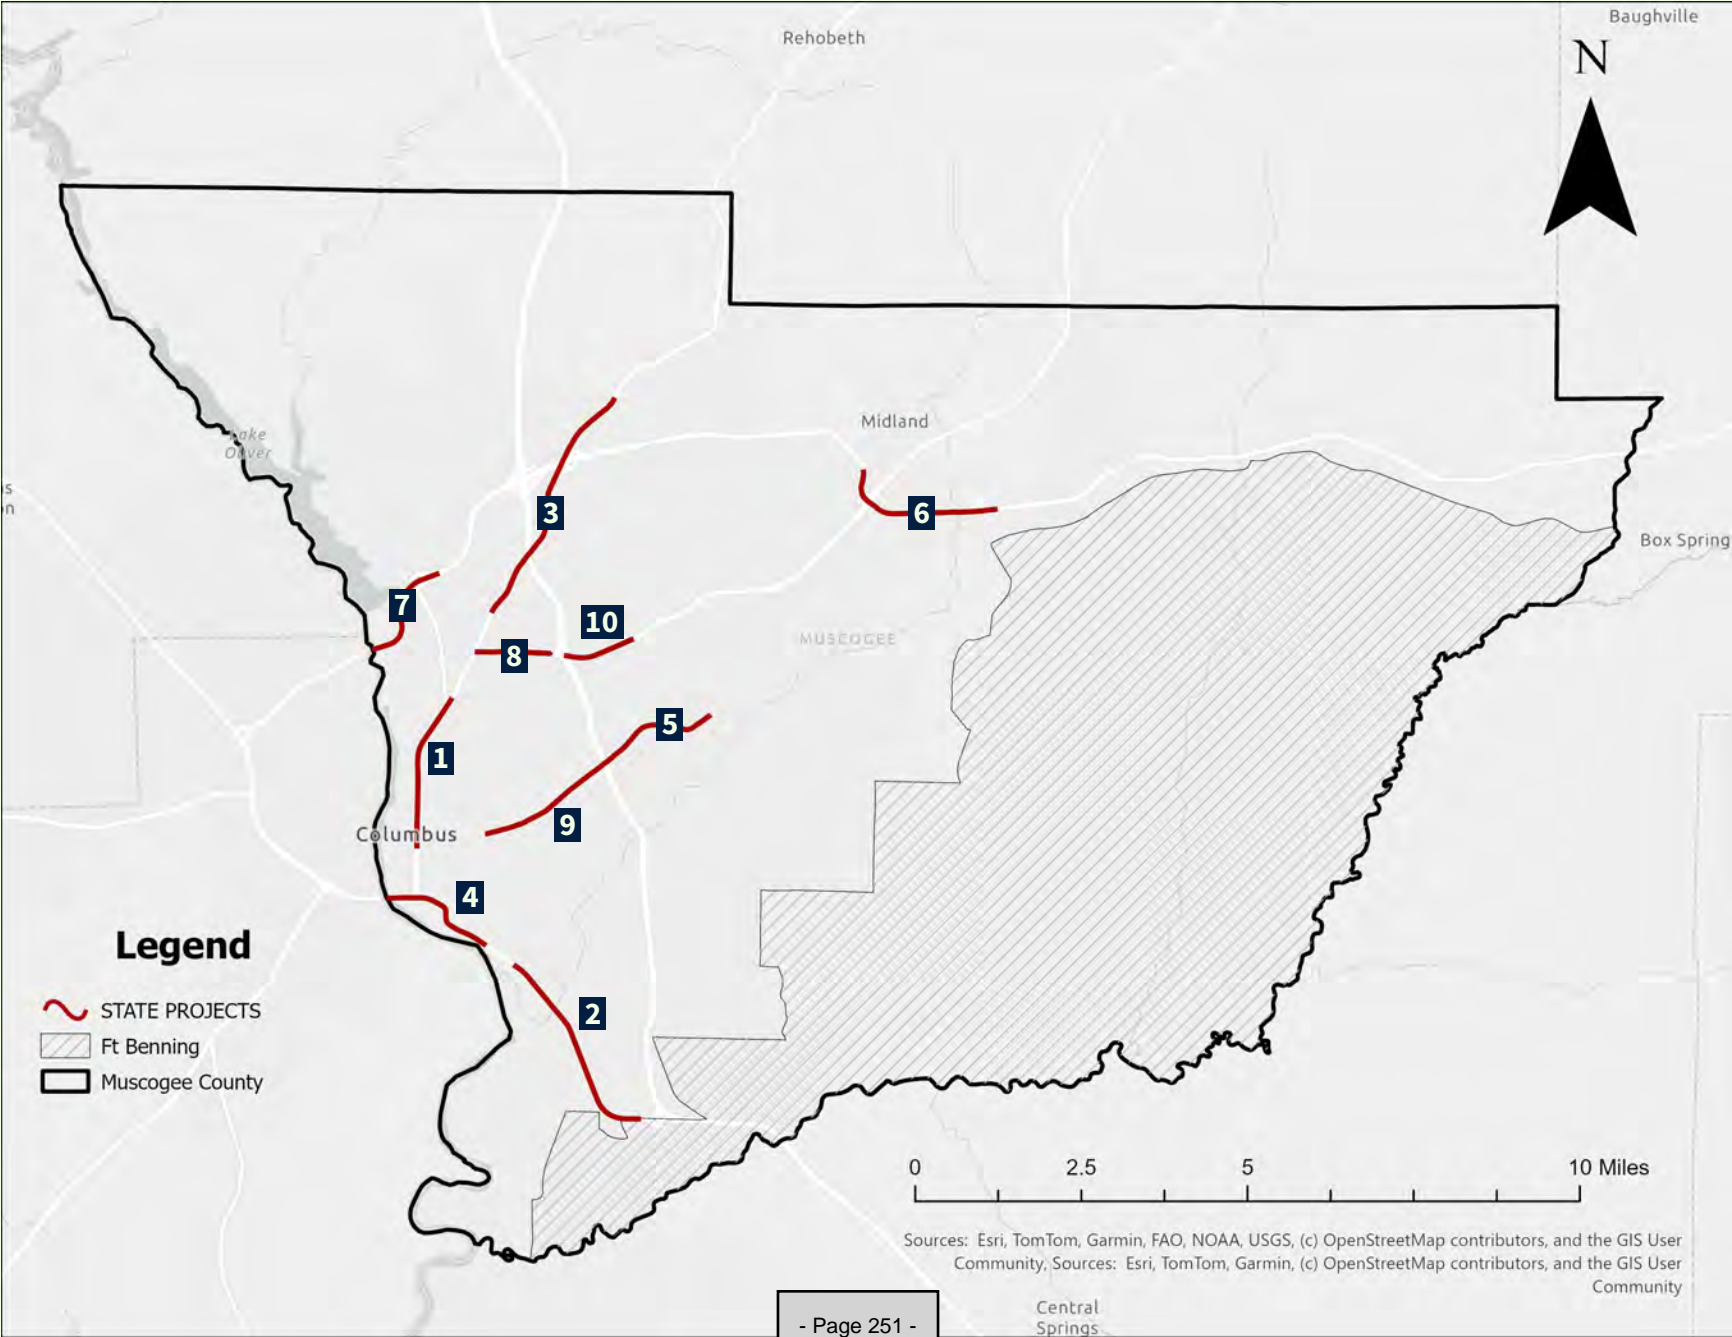 Baughville
Rehobeth
N
Midland
Lake
Oliver
3
6
Box Spring
7
10
MUSCOGEE
8
5
1
9
Columbus
4
Legend
STATE PROJECTS
Ft Benning
Muscogee County
2
0 2.5 5 10 Miles
Sources: Esri, TomTom, Garmin, FAO, NOAA, USGS, (c) OpenStreetMap contributors, and the GIS User
Community, Sources: Esri, TomTom, Garmin, (c) OpenStreetMap contributors, and the GIS User
Community
- Page 251 -
Central
Springs